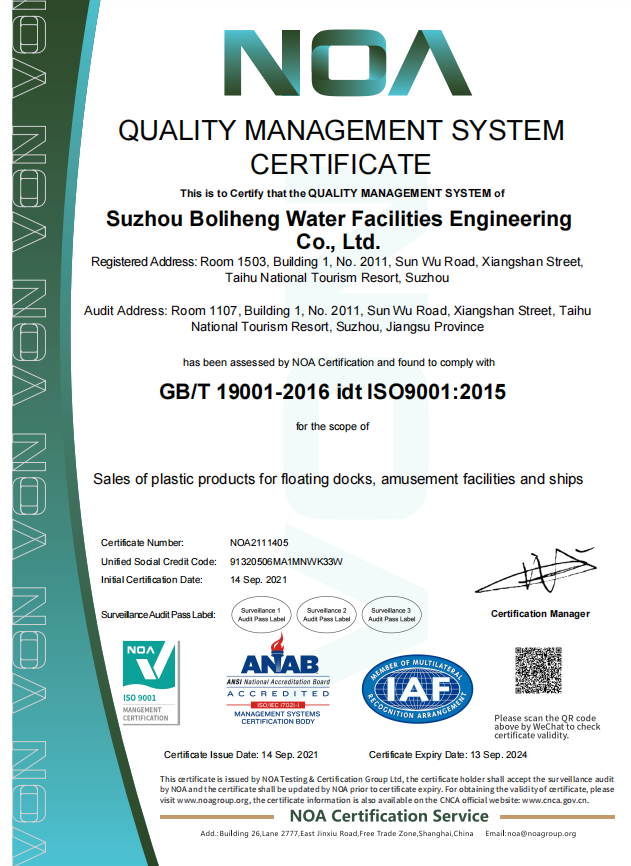 NOA
QUALITY MANAGEMENT SYSTEM
CERTIFICATE
This is to Certify that the QUALITY MANAGEMENT SYSTEM of
Suzhou Boliheng Water Facilities Engineering
Co., Ltd.
Registered Address: Room 1503, Building 1, No. 2011, Sun Wu Road, Xiangshan Street,
Taihu National Tourism Resort, Suzhou
Audit Address: Room 1107, Building 1, No. 2011, Sun Wu Road, Xiangshan Street, Taihu
National Tourism Resort, Suzhou, Jiangsu Province
has been assessed by NOA Certification and found to comply with
GB/T 19001-2016 idt ISO9001:2015
for the scope of
Sales of plastic products for floating docks, amusement facilities and ships
Certificate Number: NOA2111405
Unified Social Credit Code: 91320506MA1MNWK33W
Initial Certification Date: 14 Sep. 2021
Surveillance Audit Pass Label:
Surveillance 1
Audit Pass Label
Surveillance 2
Audit Pass Label
Surveillance 3
Audit Pass Label
Certification Manager
NOA
ISO 9001
MANGEMENT
CERTIFICATION
ANAB
ANSI National Accreditation Board
ACCREDITED
ISO/IEC 17021-1
MANAGEMENT SYSTEMS
CERTIFICATION BODY
MEMBER OF MULTILATERAL
IAF
RECOGNITION ARRANGEMENT
Please scan the QR code
above by WeChat to check
certificate validity.
Certificate Issue Date: 14 Sep. 2021
Certificate Expiry Date: 13 Sep. 2024
This certificate is issued by NOA Testing & Certification Group Ltd, the certificate holder shall accept the surveillance audit
by NOA and the certificate shall be updated by NOA prior to certificate expiry. For obtaining the validity of certificate, please
visit www.noagroup.org, the certificate information is also available on the CNCA official website: www.cnca.gov.cn.
NOA Certification Service
Add.: Building 26,Lane 2777,East Jinxiu Road,Free Trade Zone,Shanghai,China Email:noa@noagroup.org